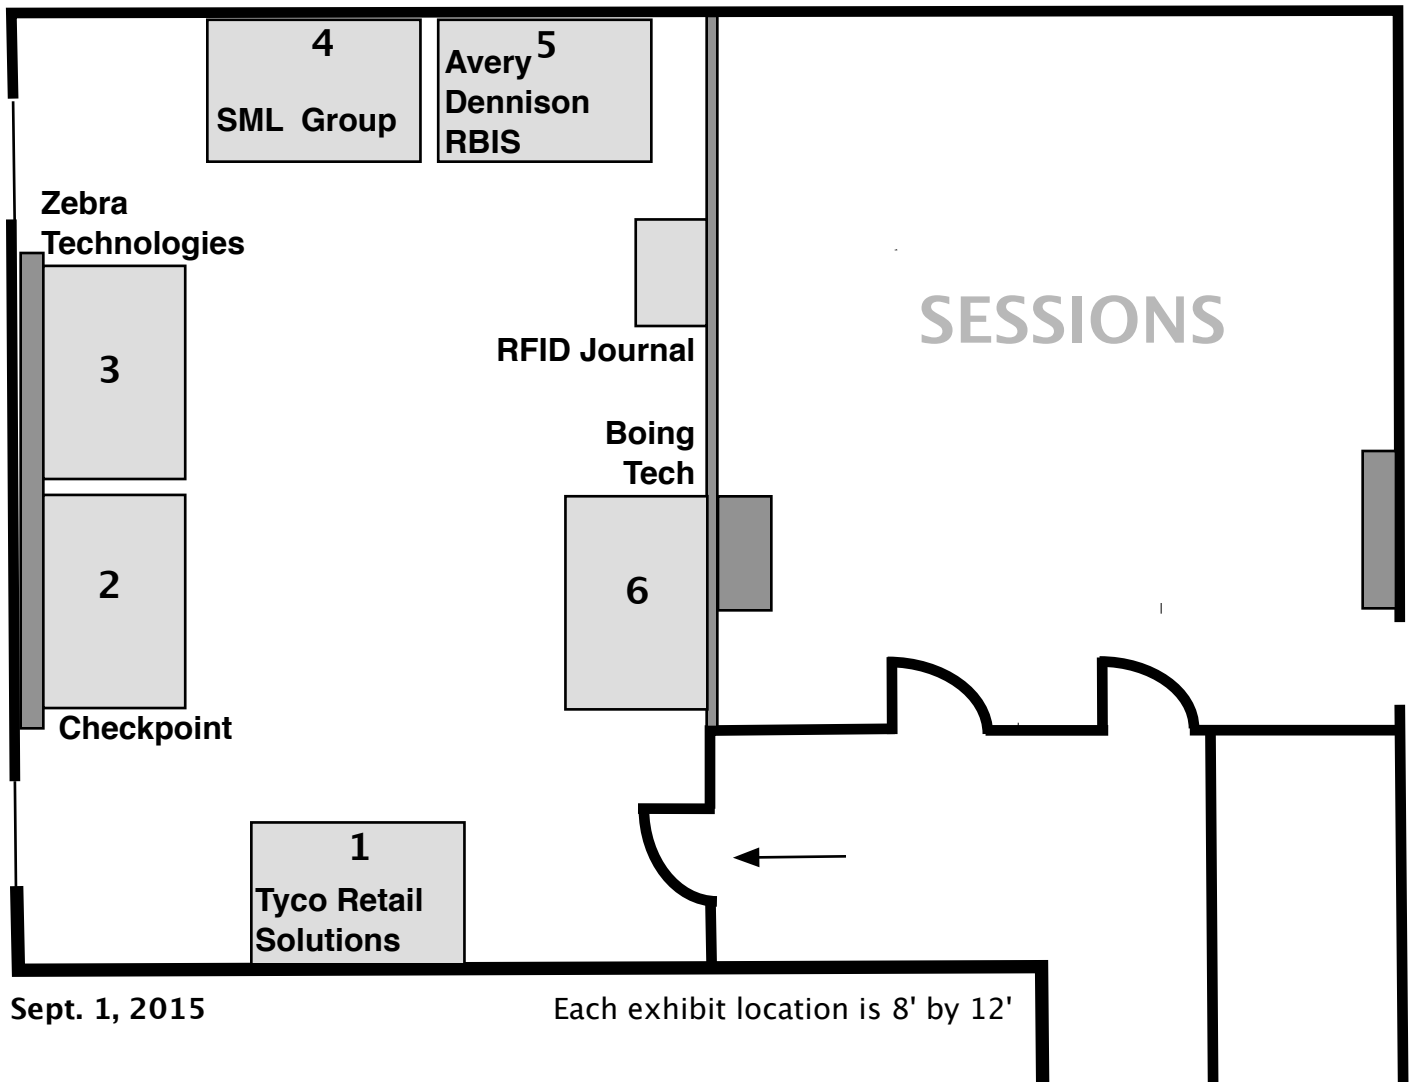 4
SML  Group
5
Avery
Dennison
RBIS
Zebra
Technologies
3
RFID Journal
SESSIONS
Boing
Tech
2
6
Checkpoint
1
Tyco Retail
Solutions
Sept. 1, 2015
Each exhibit location is 8' by 12'